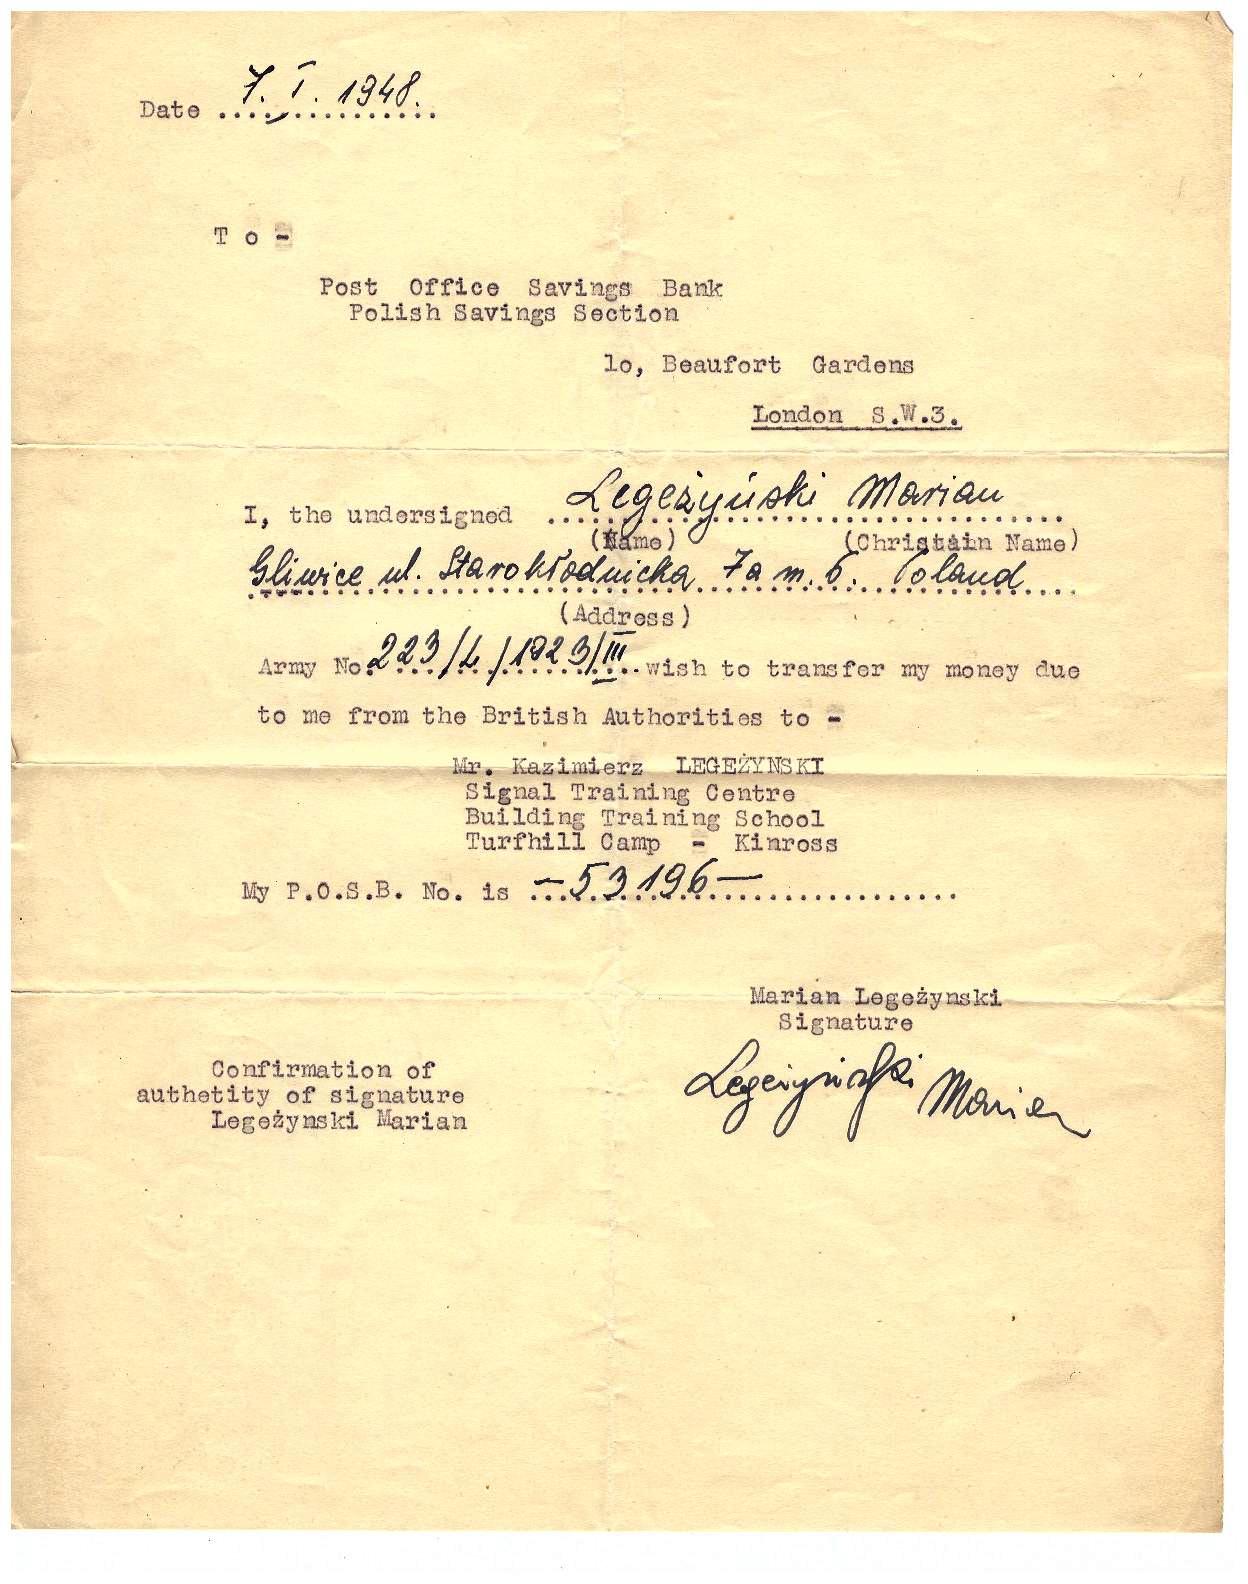 Date 7. I. 1948.
To -
Post Office Savings Bank
Polish Savings Section
lo, Beaufort Gardens
London S.W.3.
I, the undersigned Legeżyński Marian
(Name) (Christain Name)
Gliwice ul. Starokłodnicka 7a m. 6. Poland
(Address)
Army No. 223/L/1923/III wish to transfer my money due
to me from the British Authorities to -
Mr. Kazimierz LEGEŻYNSKI
Signal Training Centre
Building Training School
Turfhill Camp - Kinross
My P.O.S.B. No. is - 53196 -
Marian Legeżynski
Signature
Legeżyński Marian
Confirmation of
authetity of signature
Legeżynski Marian